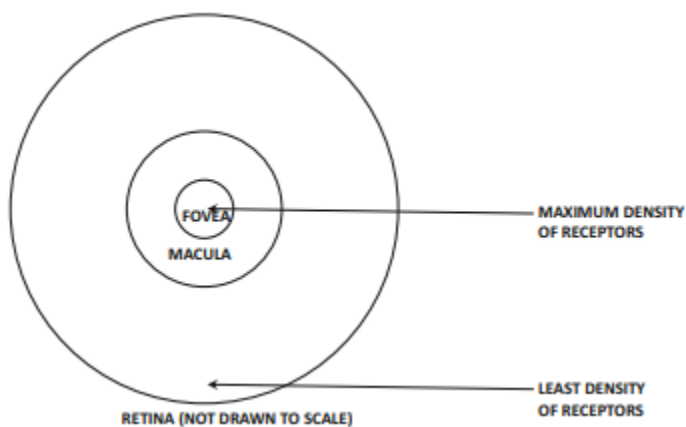 FOVEA
MAXIMUM DENSITY
OF RECEPTORS
MACULA
LEAST DENSITY
OF RECEPTORS
RETINA (NOT DRAWN TO SCALE)